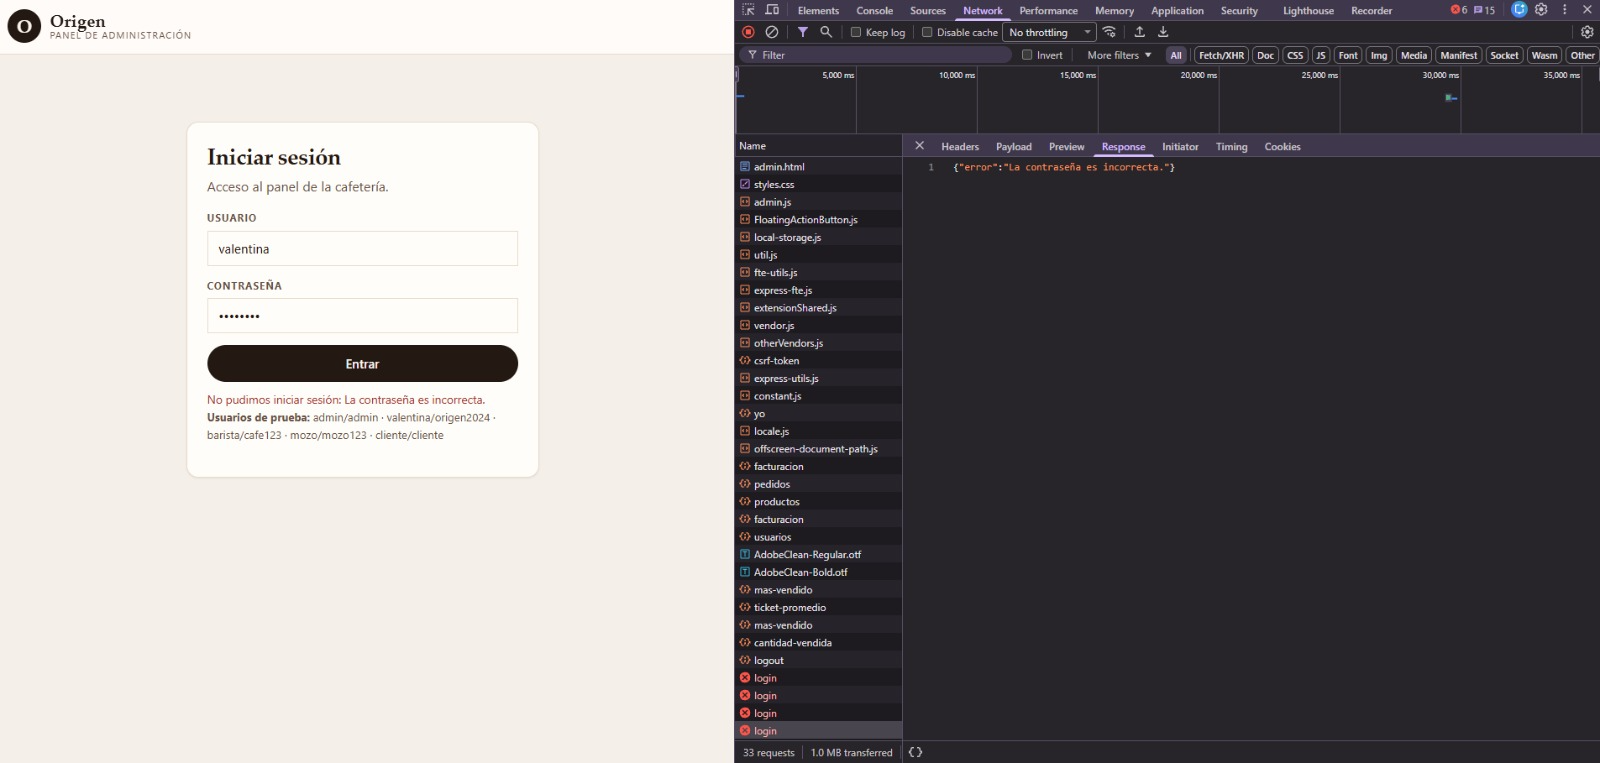 O Origen
PANEL DE ADMINISTRACIÓN
Iniciar sesión
Acceso al panel de la cafetería.
USUARIO
valentina
CONTRASEÑA
••••••••
Entrar
No pudimos iniciar sesión: La contraseña es incorrecta.
Usuarios de prueba: admin/admin · valentina/origen2024 ·
barista/cafe123 · mozo/mozo123 · cliente/cliente
Elements Console Sources Network Performance Memory Application Security Lighthouse Recorder 6 15
Keep log Disable cache No throttling
Filter Invert More filters All Fetch/XHR Doc CSS JS Font Img Media Manifest Socket Wasm Other
5,000 ms 10,000 ms 15,000 ms 20,000 ms 25,000 ms 30,000 ms 35,000 ms
Name
admin.html
styles.css
admin.js
FloatingActionButton.js
local-storage.js
util.js
fte-utils.js
express-fte.js
extensionShared.js
vendor.js
otherVendors.js
csrf-token
express-utils.js
constant.js
yo
locale.js
offscreen-document-path.js
facturacion
pedidos
productos
facturacion
usuarios
AdobeClean-Regular.otf
AdobeClean-Bold.otf
mas-vendido
ticket-promedio
mas-vendido
cantidad-vendida
logout
login
login
login
login
33 requests 1.0 MB transferred
Headers Payload Preview Response Initiator Timing Cookies
1 {"error":"La contraseña es incorrecta."}
{}